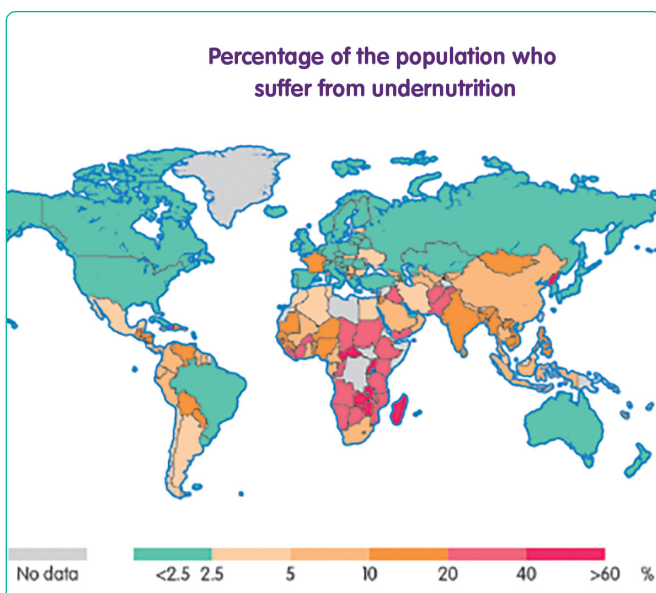 Percentage of the population who
suffer from undernutrition
No data <2.5 2.5 5 10 20 40 >60 %